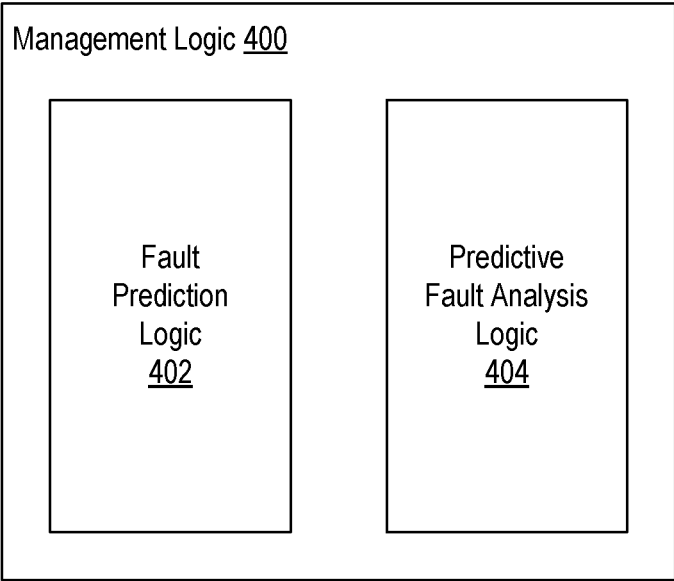 Management Logic 400
Fault
Prediction
Logic
402
Predictive
Fault Analysis
Logic
404